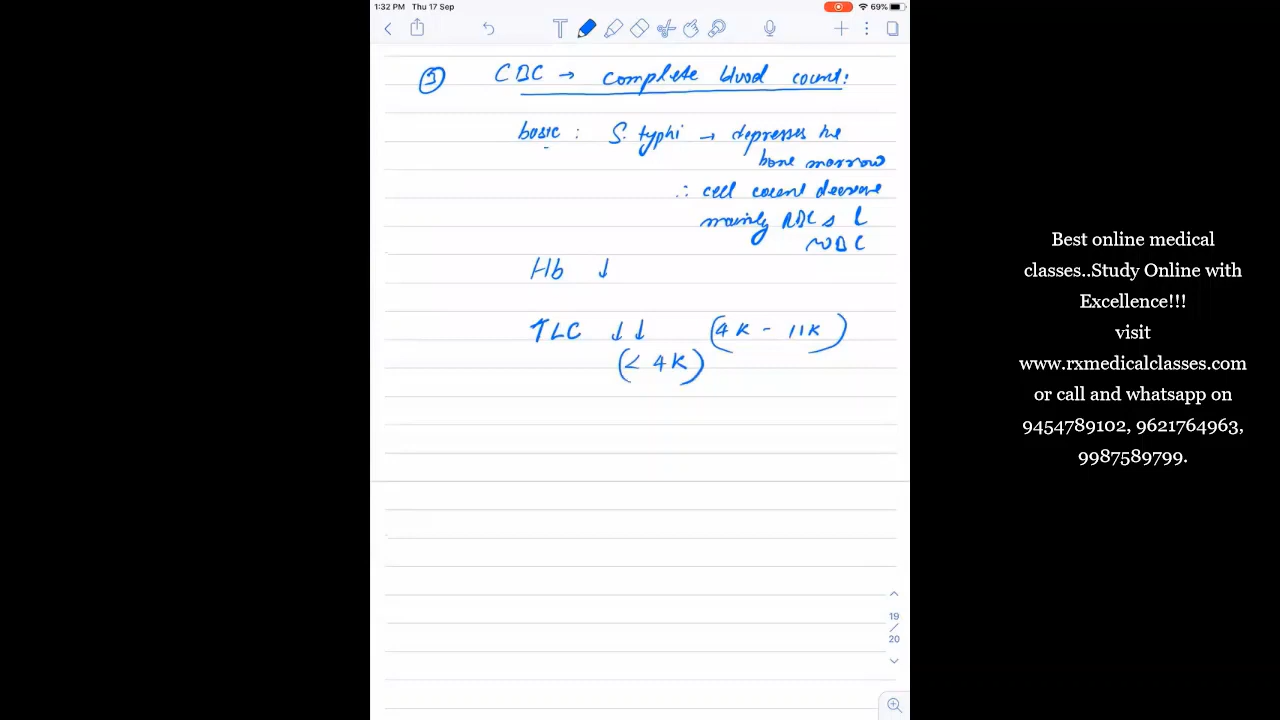 1:32 PM Thu 17 Sep
69%
T
③ CBC → complete blood count:
basic : S. typhi → depresses the
bone marrow
∴ cell count decrease
mainly RBC s &
WBC
Hb ↓
TLC ↓↓ (4K - 11K)
(< 4K)
19
/
20
Best online medical
classes..Study Online with
Excellence!!!
visit
www.rxmedicalclasses.com
or call and whatsapp on
9454789102, 9621764963,
9987589799.